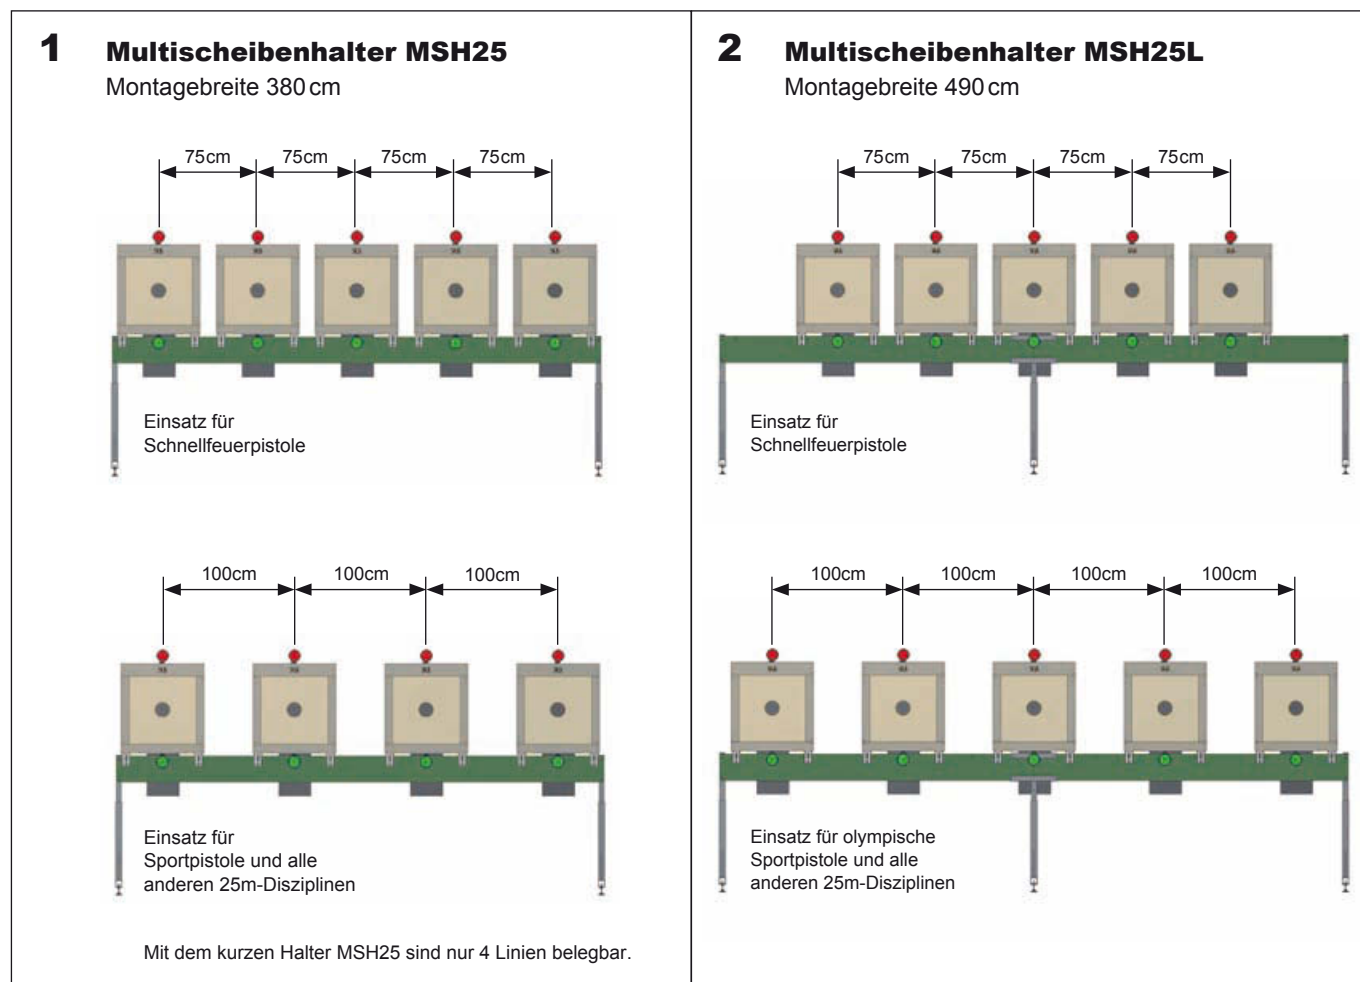 1 Multischeibenhalter MSH25
Montagebreite 380 cm
75cm 75cm 75cm 75cm
Einsatz für
Schnellfeuerpistole
100cm 100cm 100cm
Einsatz für
Sportpistole und alle
anderen 25m-Disziplinen
Mit dem kurzen Halter MSH25 sind nur 4 Linien belegbar.
2 Multischeibenhalter MSH25L
Montagebreite 490 cm
75cm 75cm 75cm 75cm
Einsatz für
Schnellfeuerpistole
100cm 100cm 100cm 100cm
Einsatz für olympische
Sportpistole und alle
anderen 25m-Disziplinen